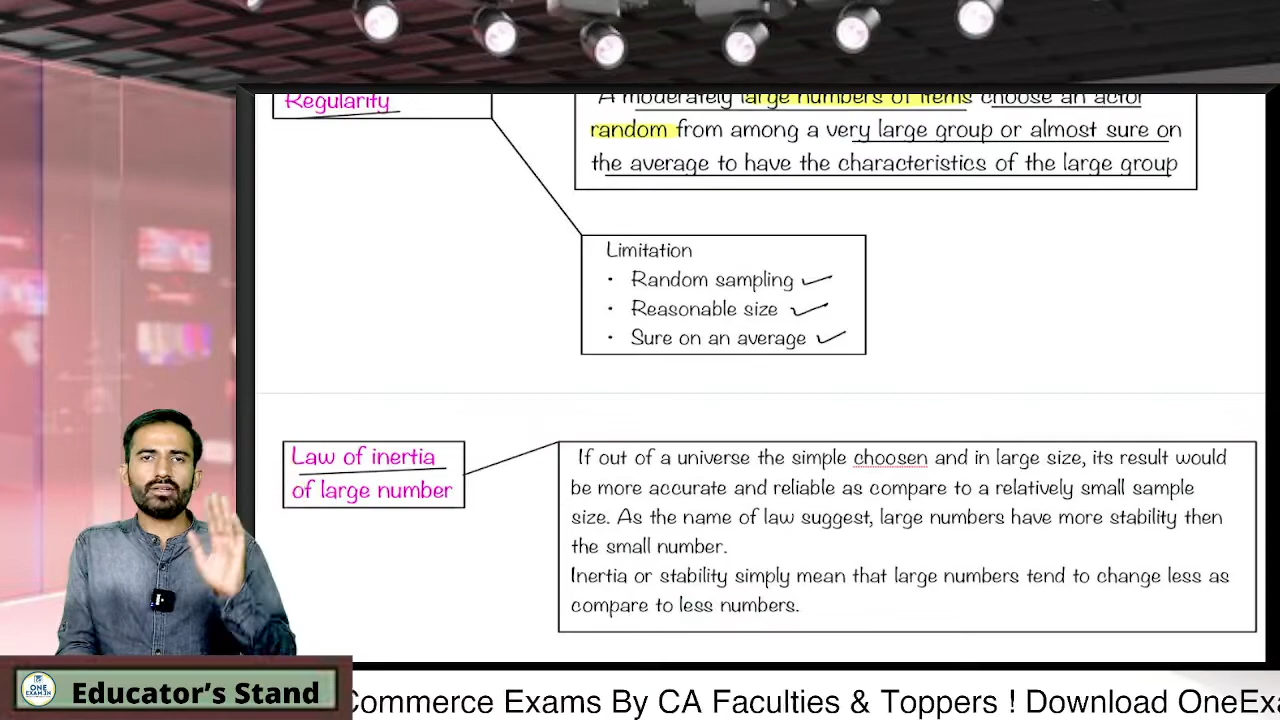 Regularity
A moderately large numbers of items choose an actor
random from among a very large group or almost sure on
the average to have the characteristics of the large group
Limitation
· Random sampling
· Reasonable size
· Sure on an average
Law of inertia
of large number
If out of a universe the simple choosen and in large size, its result would
be more accurate and reliable as compare to a relatively small sample
size. As the name of law suggest, large numbers have more stability then
the small number.
Inertia or stability simply mean that large numbers tend to change less as
compare to less numbers.
ONE
EXAM.IN
Educator's Stand
Commerce Exams By CA Faculties & Toppers ! Download OneExa